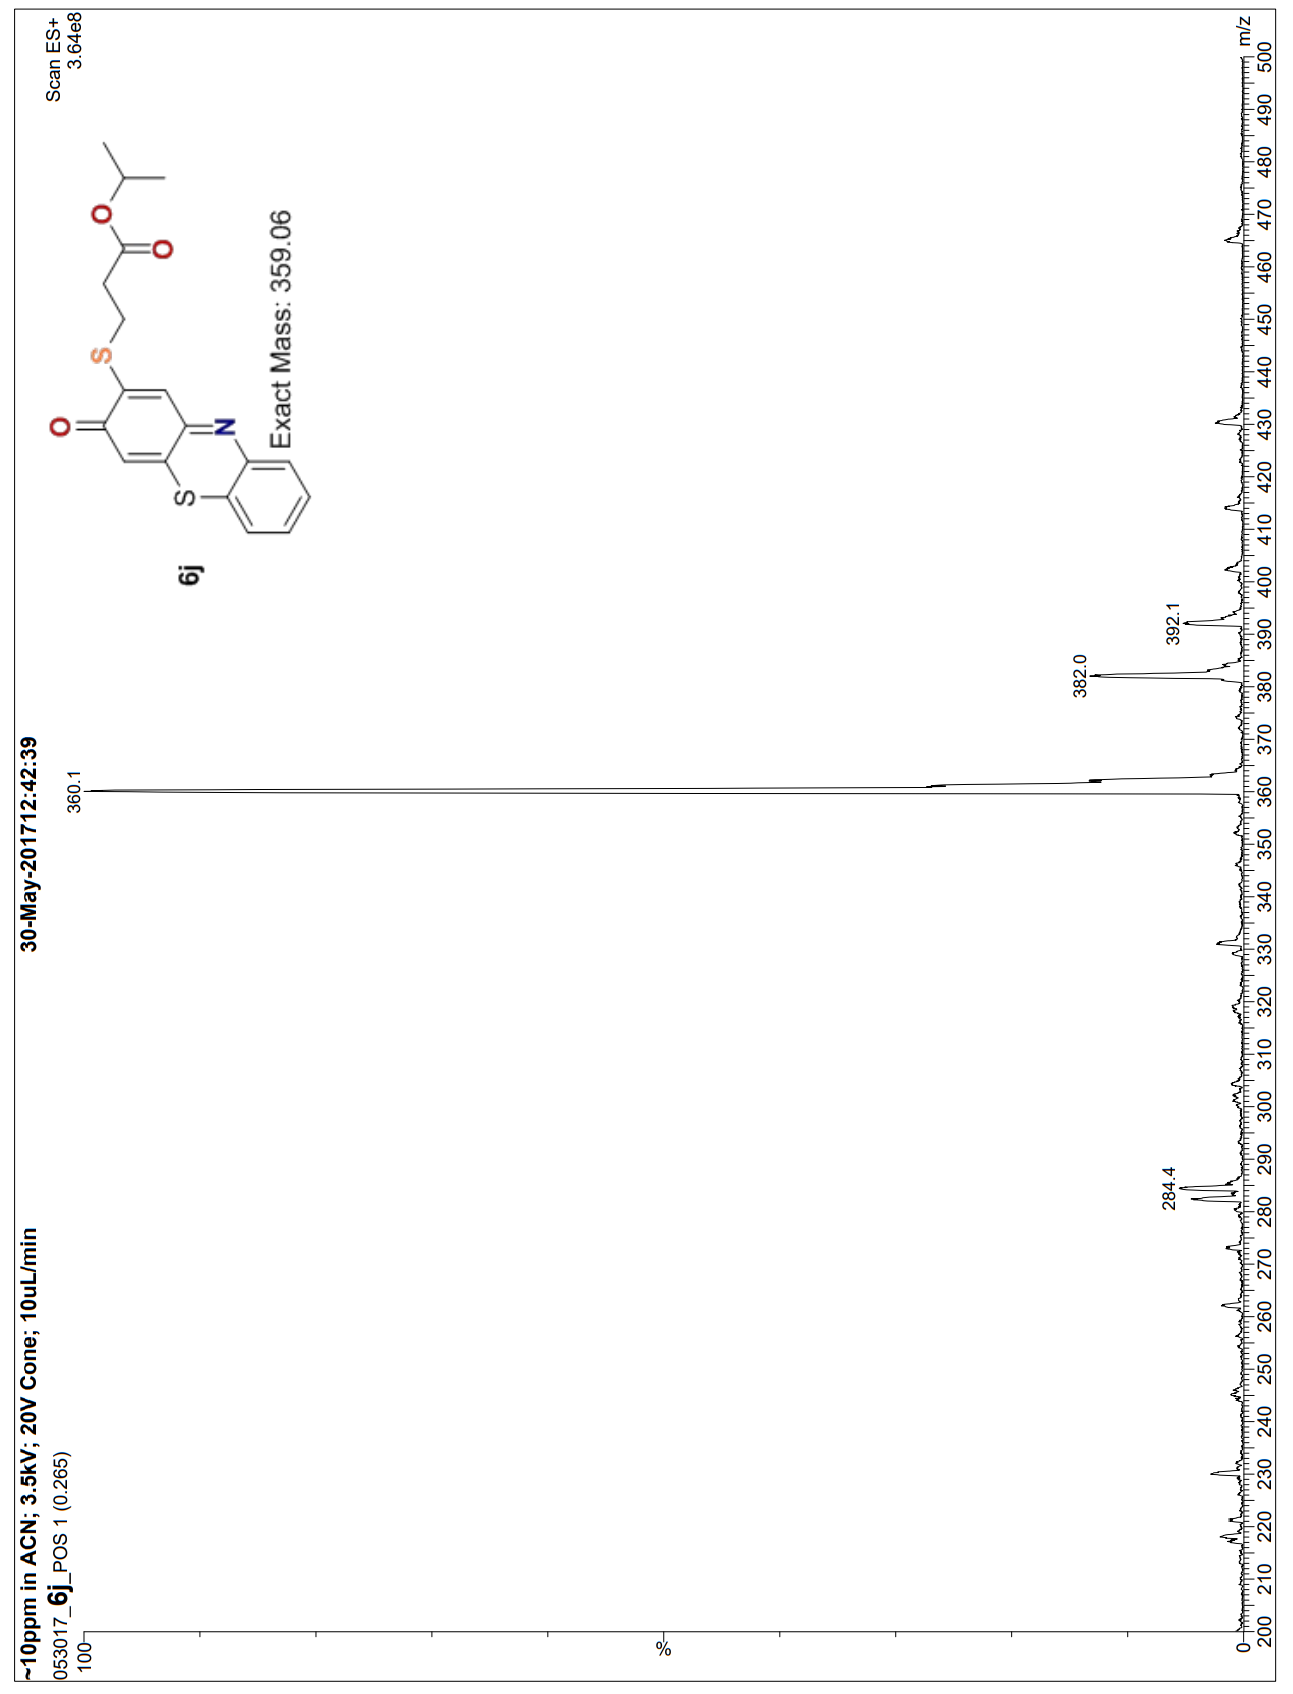 ~10ppm in ACN; 3.5kV; 20V Cone; 10uL/min 30-May-201712:42:39
053017_6j_POS 1 (0.265) Scan ES+
3.64e8
100
%
0
360.1
382.0
392.1
284.4
O
S
O
O
N
S
6j
Exact Mass: 359.06
200 210 220 230 240 250 260 270 280 290 300 310 320 330 340 350 360 370 380 390 400 410 420 430 440 450 460 470 480 490 500 m/z